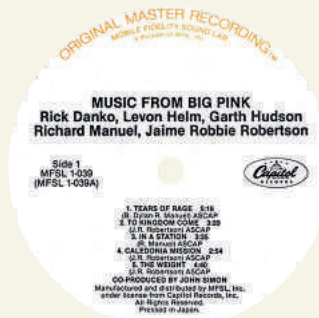 ORIGINAL MASTER RECORDING™
MOBILE FIDELITY SOUND LAB
MUSIC FROM BIG PINK
Rick Danko, Levon Helm, Garth Hudson
Richard Manuel, Jaime Robbie Robertson
Side 1
MFSL 1-039
(MFSL 1-039A)
Capitol
RECORDS
1. TEARS OF RAGE 5:19
(B. Dylan R. Manuel) ASCAP
2. TO KINGDOM COME 3:20
(J.R. Robertson) ASCAP
3. IN A STATION 3:35
(R. Manuel) ASCAP
4. CALEDONIA MISSION 2:54
(J.R. Robertson) ASCAP
5. THE WEIGHT 4:40
(J.R. Robertson) ASCAP
CO-PRODUCED BY JOHN SIMON
Manufactured and distributed by MFSL, Inc.
under license from Capitol Records, Inc.
All Rights Reserved.
Pressed in Japan.